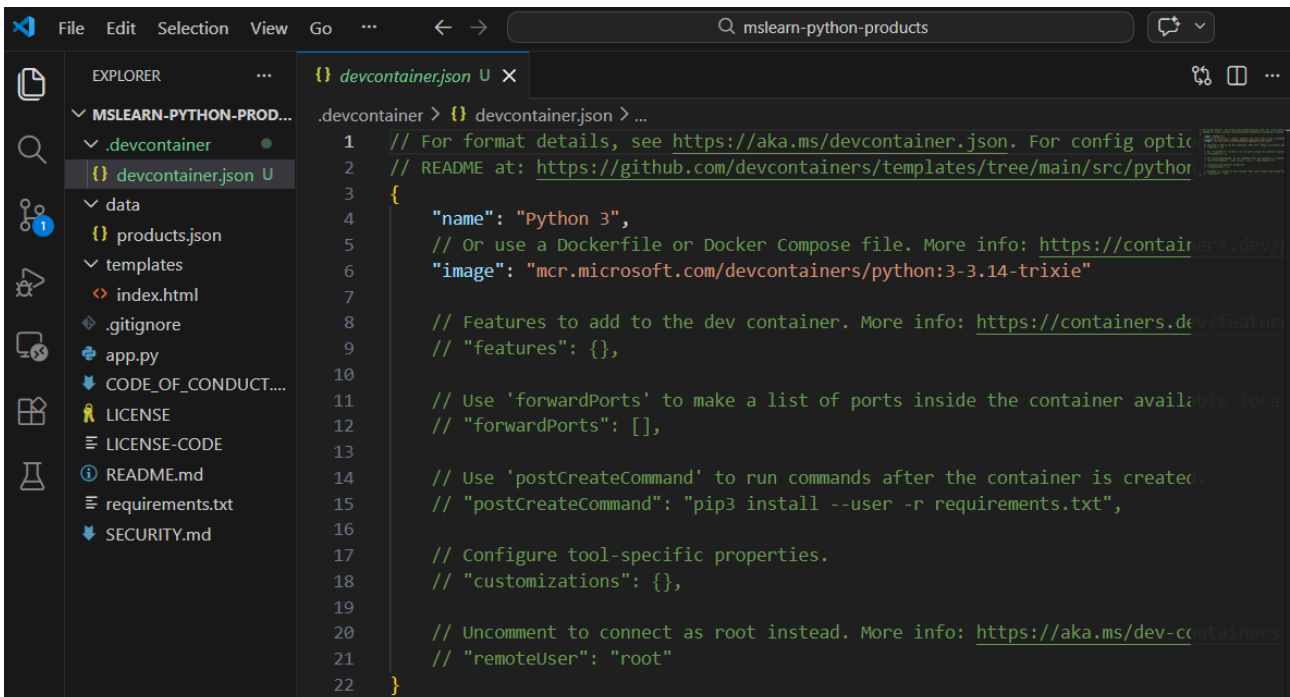 File Edit Selection View Go ... mslearn-python-products
EXPLORER ...
MSLEARN-PYTHON-PROD...
.devcontainer
{} devcontainer.json U
data
{} products.json
templates
<> index.html
.gitignore
app.py
CODE_OF_CONDUCT....
LICENSE
LICENSE-CODE
README.md
requirements.txt
SECURITY.md
1
{} devcontainer.json U
.devcontainer > {} devcontainer.json > ...
1 // For format details, see https://aka.ms/devcontainer.json. For config optic
2 // README at: https://github.com/devcontainers/templates/tree/main/src/python
3 {
4 "name": "Python 3",
5 // Or use a Dockerfile or Docker Compose file. More info: https://containers.dev/
6 "image": "mcr.microsoft.com/devcontainers/python:3-3.14-trixie"
7
8 // Features to add to the dev container. More info: https://containers.dev/featur
9 // "features": {},
10
11 // Use 'forwardPorts' to make a list of ports inside the container available loca
12 // "forwardPorts": [],
13
14 // Use 'postCreateCommand' to run commands after the container is created.
15 // "postCreateCommand": "pip3 install --user -r requirements.txt",
16
17 // Configure tool-specific properties.
18 // "customizations": {},
19
20 // Uncomment to connect as root instead. More info: https://aka.ms/dev-containers
21 // "remoteUser": "root"
22 }